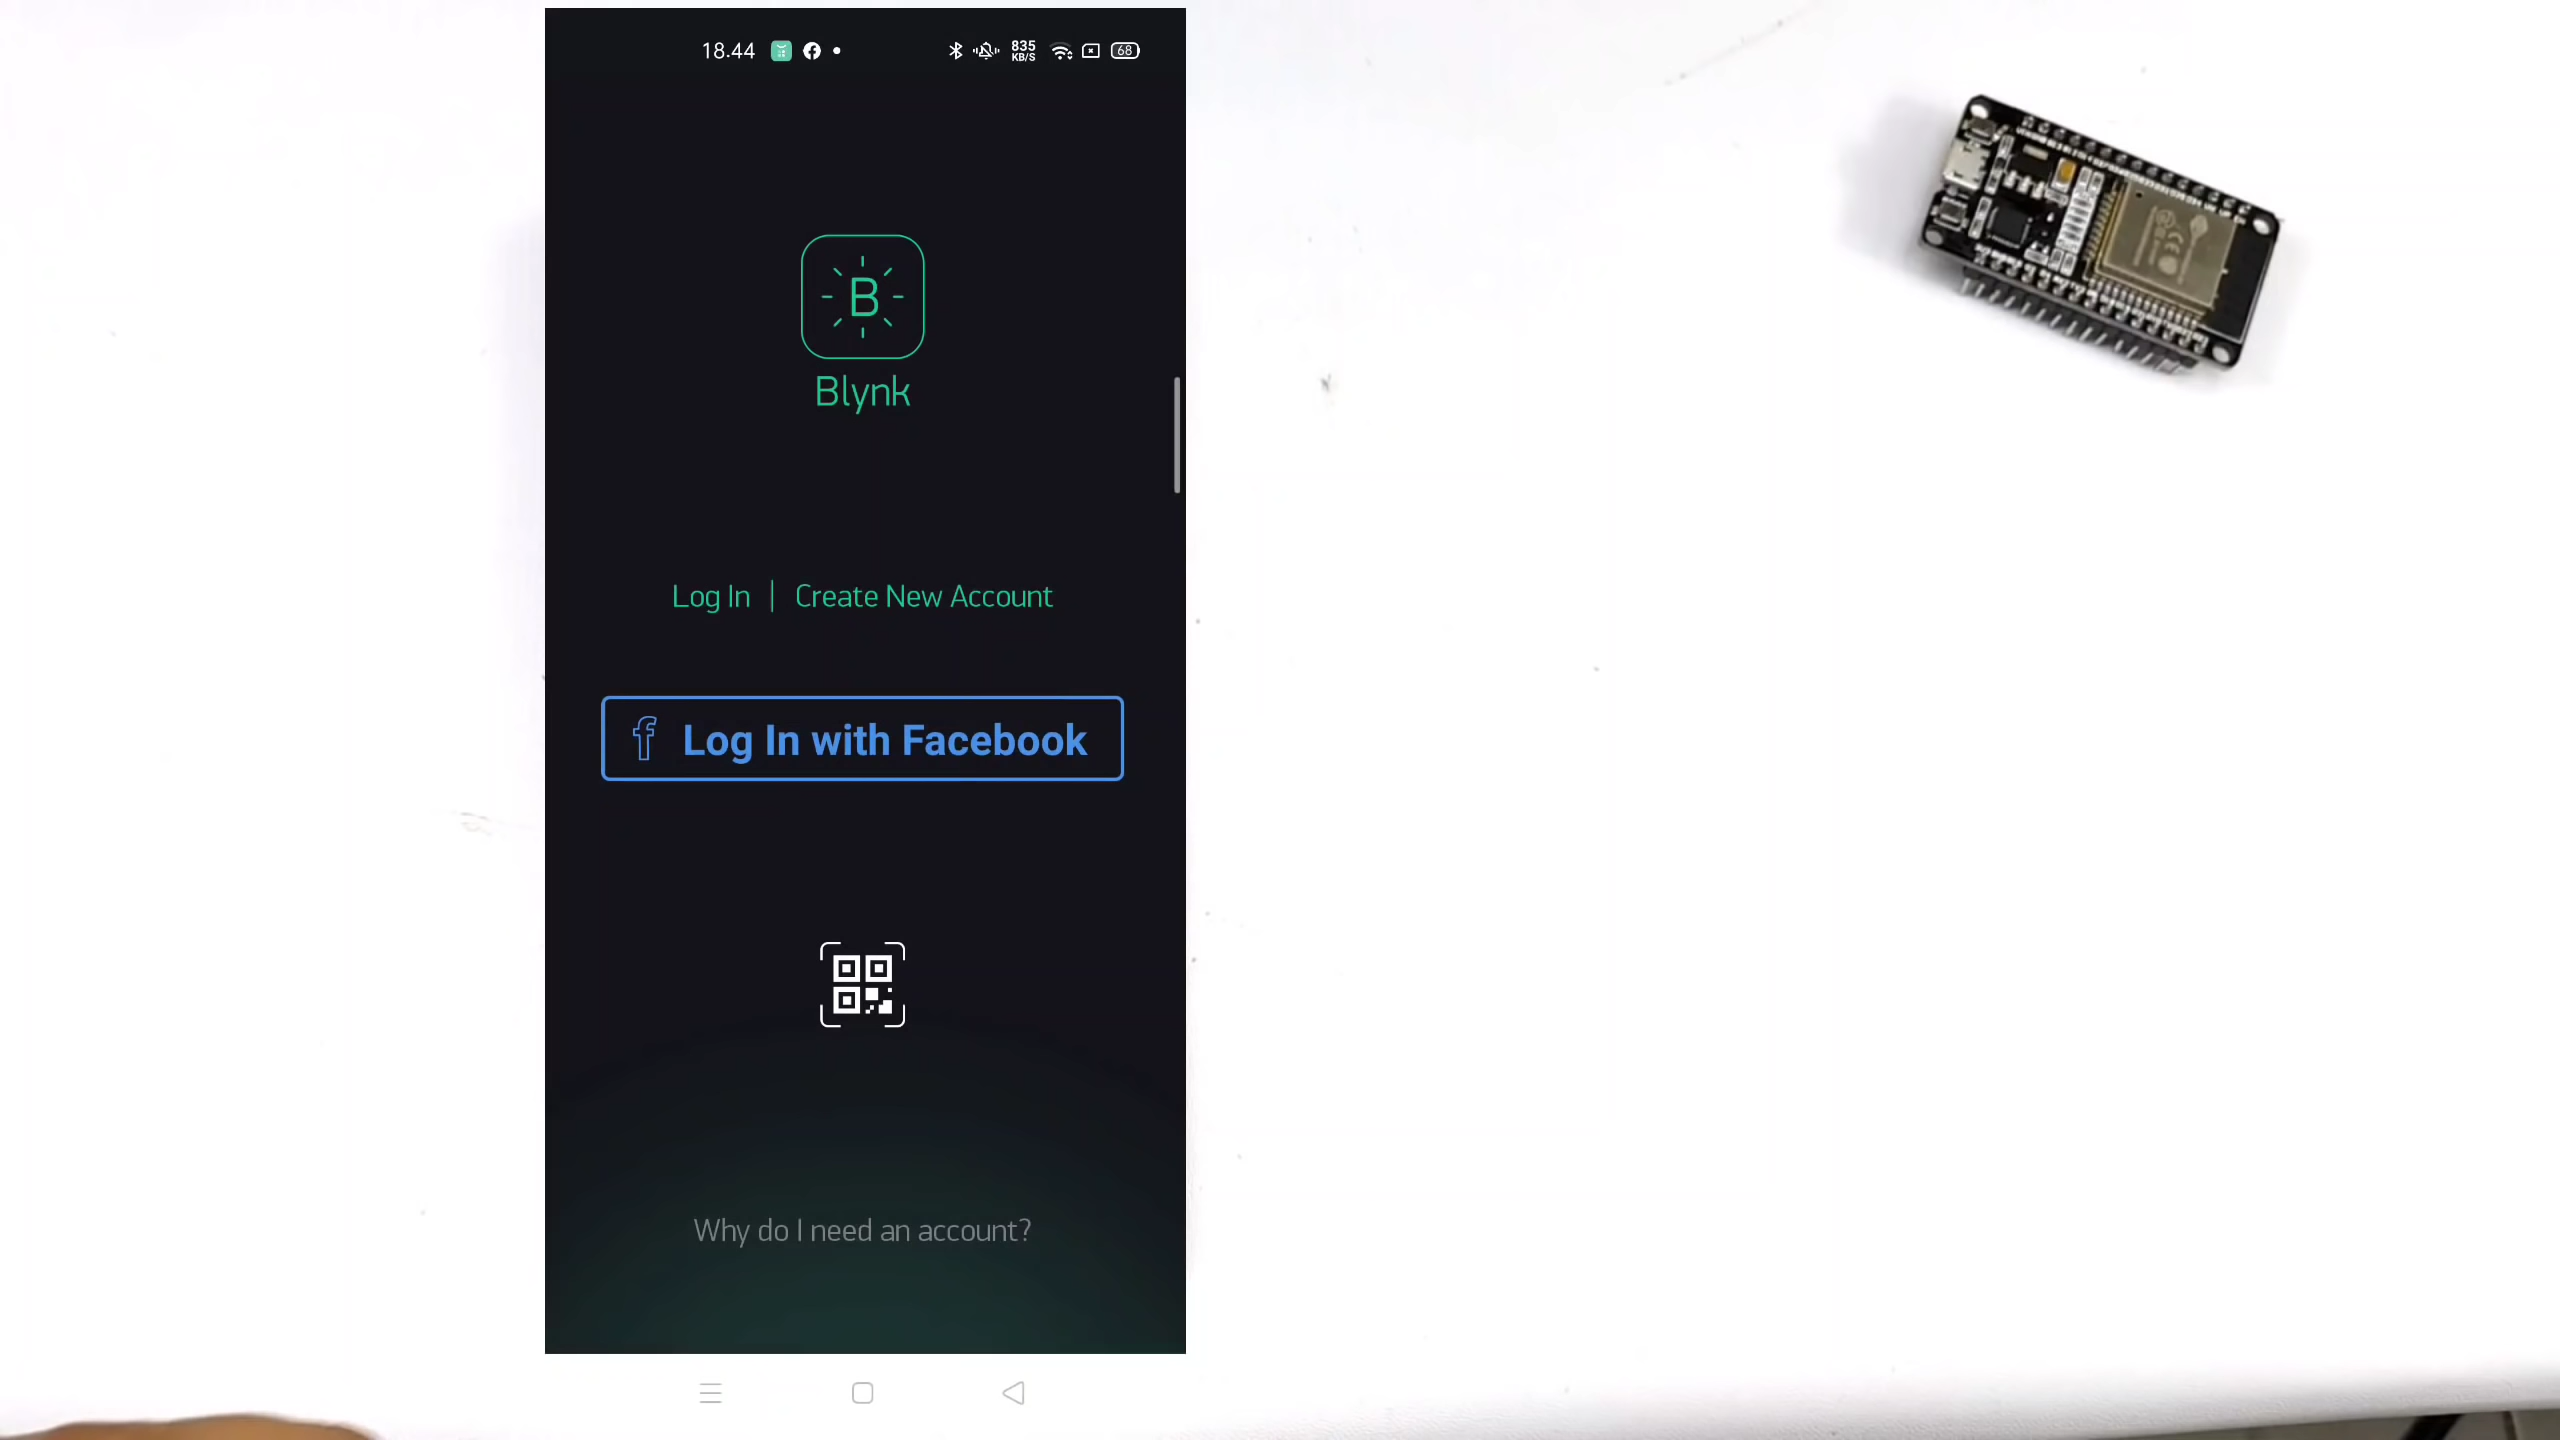 18.44
835
KB/S
68
B
Blynk
Log In | Create New Account
f Log In with Facebook
Why do I need an account?